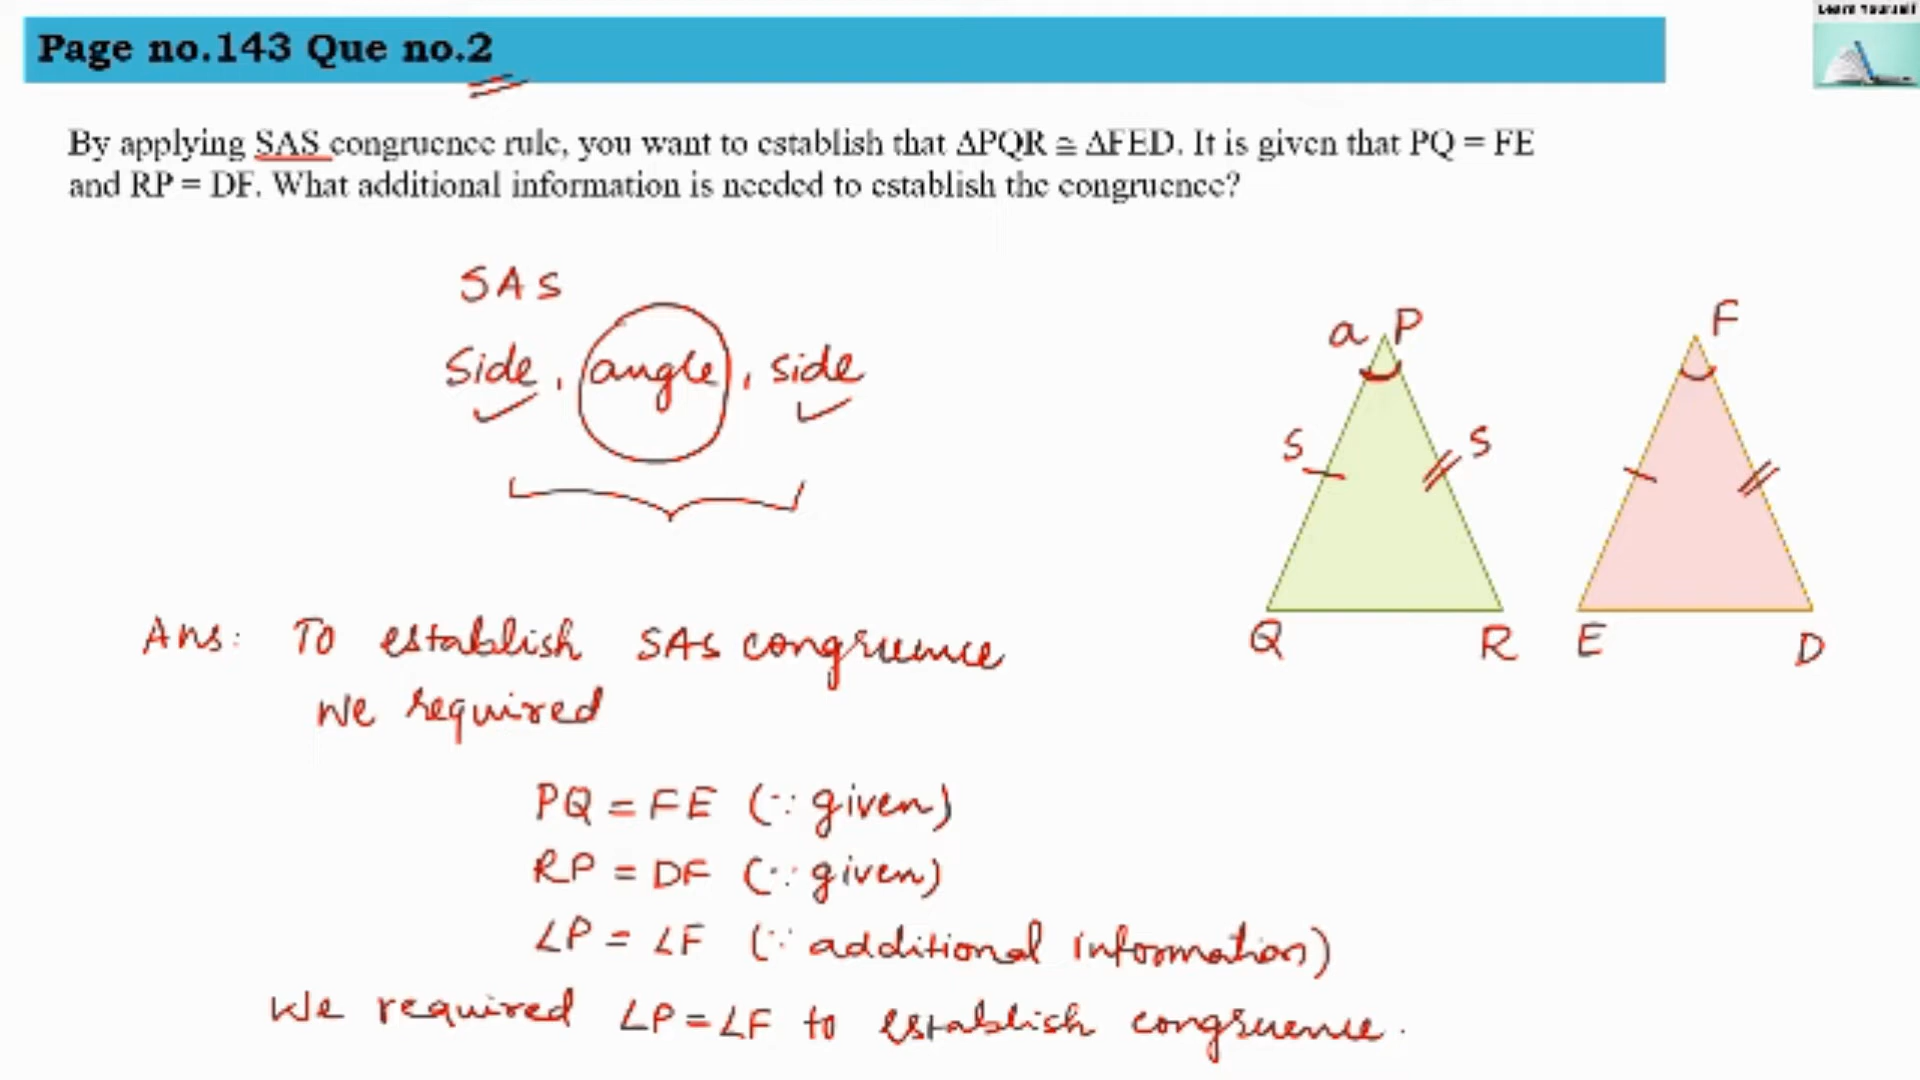 Learn Yourself
Page no.143 Que no.2
By applying SAS congruence rule, you want to establish that ΔPQR ≅ ΔFED. It is given that PQ = FE
and RP = DF. What additional information is needed to establish the congruence?
SAS
Side, angle, side
a P
F
S
S
Q
R
E
D
Ans: To establish SAS congruence
We required
PQ = FE (∵ given)
RP = DF (∵ given)
∠P = ∠F (∵ additional information)
We required ∠P = ∠F to establish congruence.